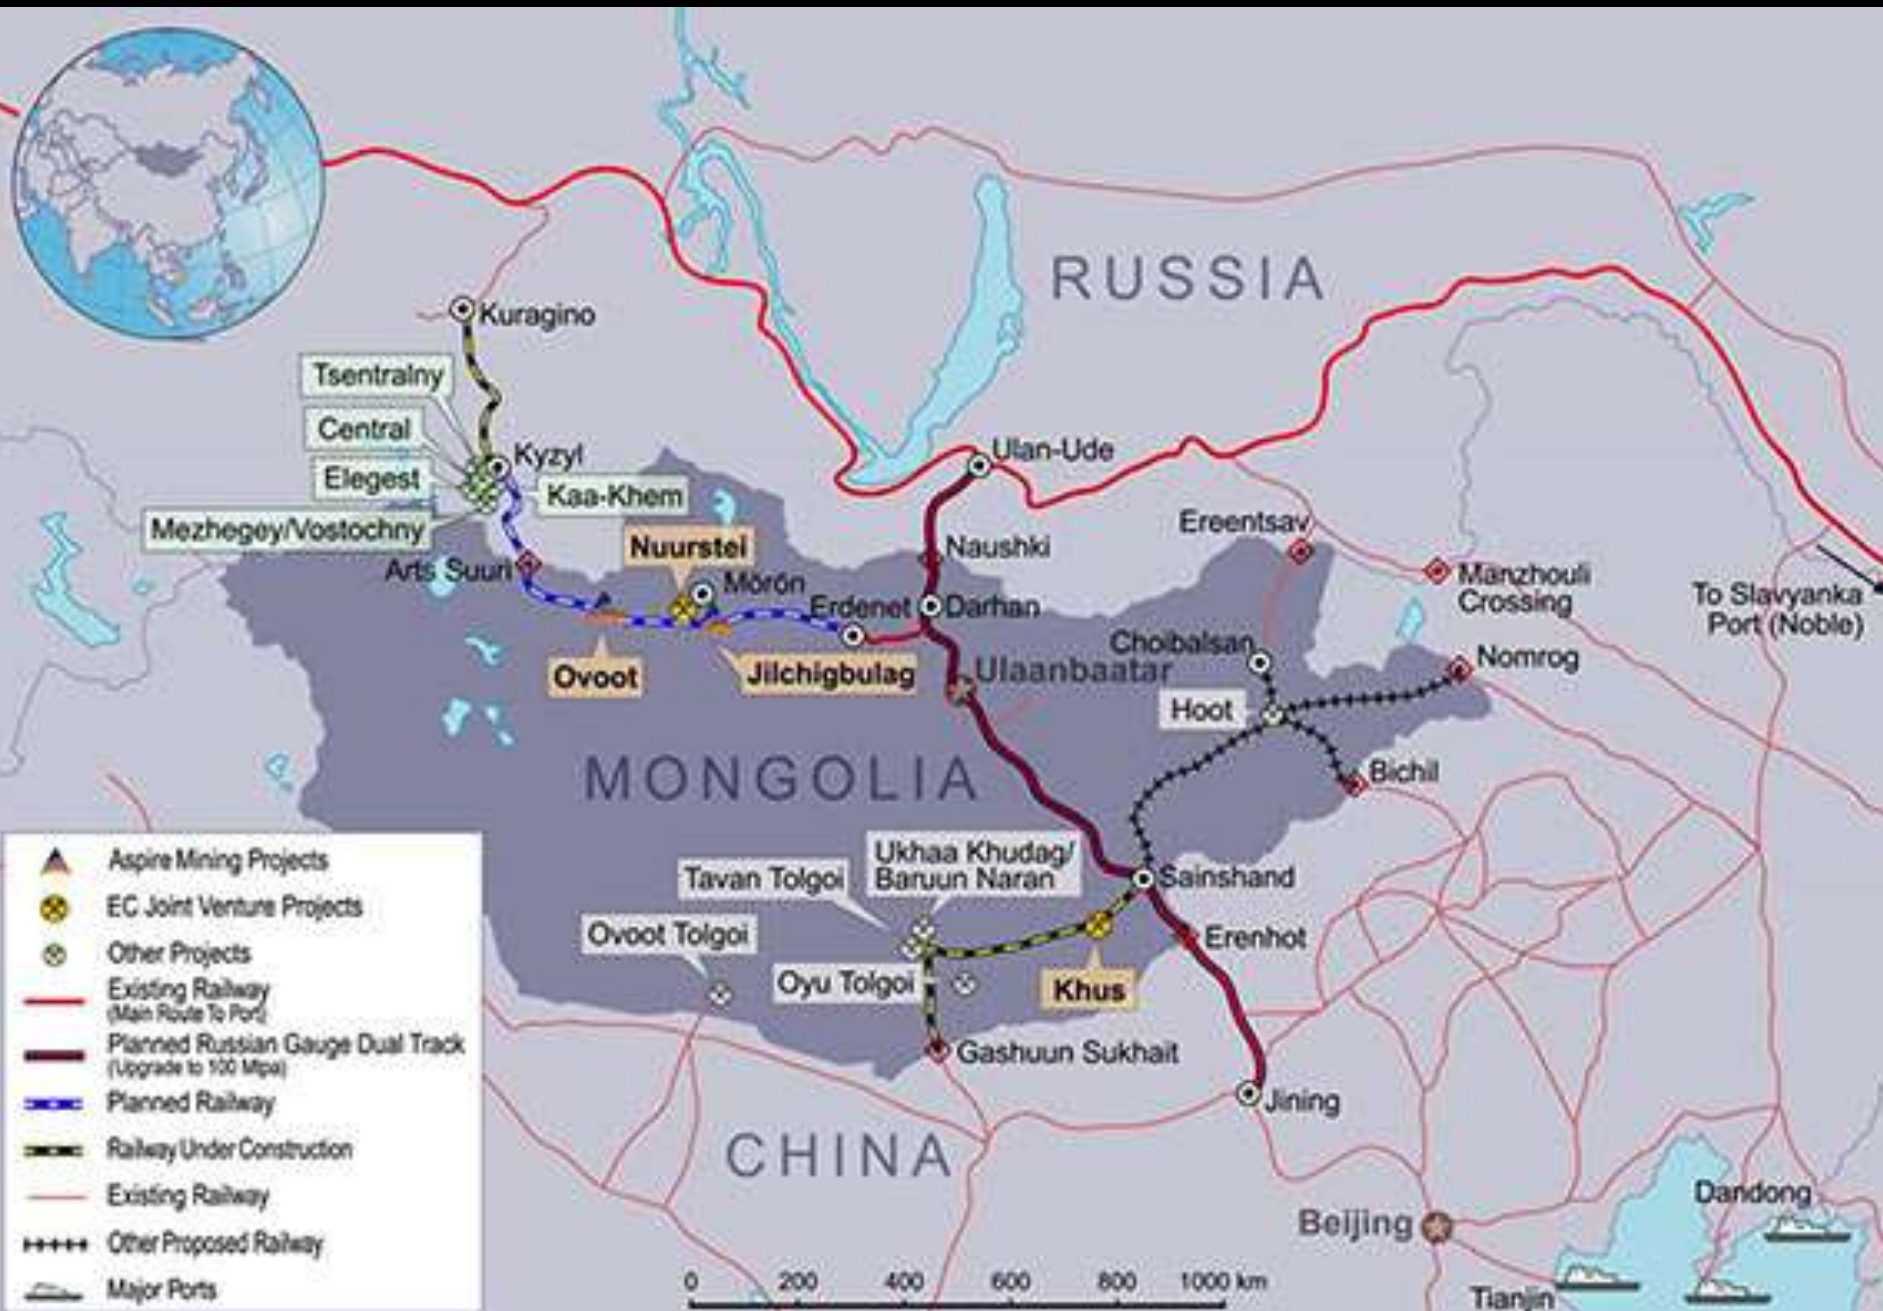 RUSSIA
Kuragino
Tsentralny
Central
Kyzyl
Ulan-Ude
Elegest
Kaa-Khem
Mezhegey/Vostochny
Ereentsav
Nuurstei
Naushki
Arts Suuri
Manzhouli
Crossing
Mörön
To Slavyanka
Port (Noble)
Erdenet
Darhan
Choibalsan
Nomrog
Ovoot
Jilchigbulag
Ulaanbaatar
Hoot
MONGOLIA
Bichil
Ukhaa Khudag/
Baruun Naran
Tavan Tolgoi
Sainshand
Ovoot Tolgoi
Erenhot
Oyu Tolgoi
Khus
Gashuun Sukhait
Jining
CHINA
Beijing
Dandong
Tianjin
0 200 400 600 800 1000 km
Aspire Mining Projects
EC Joint Venture Projects
Other Projects
Existing Railway
(Main Route To Port)
Planned Russian Gauge Dual Track
(Upgrade to 100 Mtpa)
Planned Railway
Railway Under Construction
Existing Railway
Other Proposed Railway
Major Ports